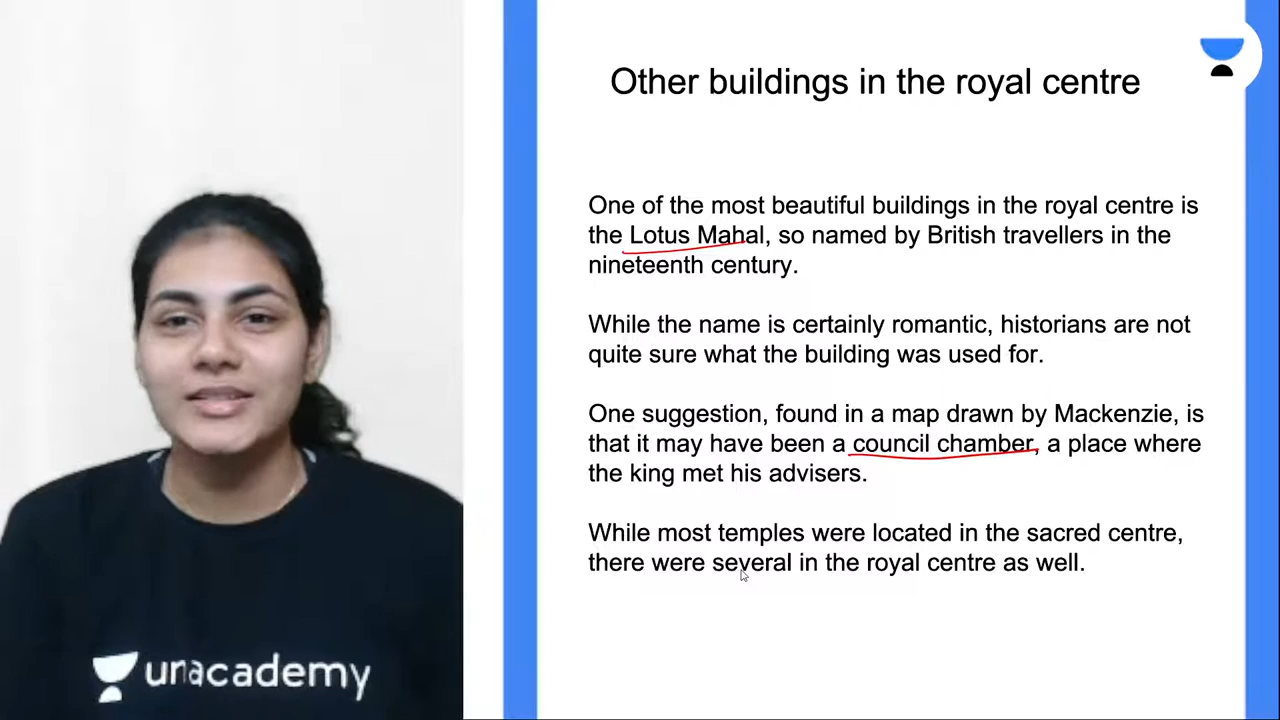 Other buildings in the royal centre
One of the most beautiful buildings in the royal centre is
the Lotus Mahal, so named by British travellers in the
nineteenth century.
While the name is certainly romantic, historians are not
quite sure what the building was used for.
One suggestion, found in a map drawn by Mackenzie, is
that it may have been a council chamber, a place where
the king met his advisers.
While most temples were located in the sacred centre,
there were several in the royal centre as well.
unacademy